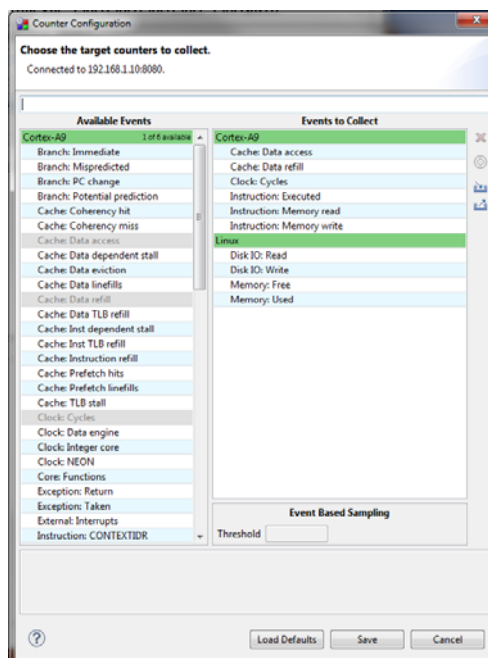 Counter Configuration
Choose the target counters to collect.
Connected to 192.168.1.10:8080.
Available Events
Cortex-A9 1 of 6 available
Branch: Immediate
Branch: Mispredicted
Branch: PC change
Branch: Potential prediction
Cache: Coherency hit
Cache: Coherency miss
Cache: Data access
Cache: Data dependent stall
Cache: Data eviction
Cache: Data linefills
Cache: Data refill
Cache: Data TLB refill
Cache: Inst dependent stall
Cache: Inst TLB refill
Cache: Instruction refill
Cache: Prefetch hits
Cache: Prefetch linefills
Cache: TLB stall
Clock: Cycles
Clock: Data engine
Clock: Integer core
Clock: NEON
Core: Functions
Exception: Return
Exception: Taken
External: Interrupts
Instruction: CONTEXTIDR
Events to Collect
Cortex-A9
Cache: Data access
Cache: Data refill
Clock: Cycles
Instruction: Executed
Instruction: Memory read
Instruction: Memory write
Linux
Disk IO: Read
Disk IO: Write
Memory: Free
Memory: Used
Event Based Sampling
Threshold
Load Defaults
Save
Cancel